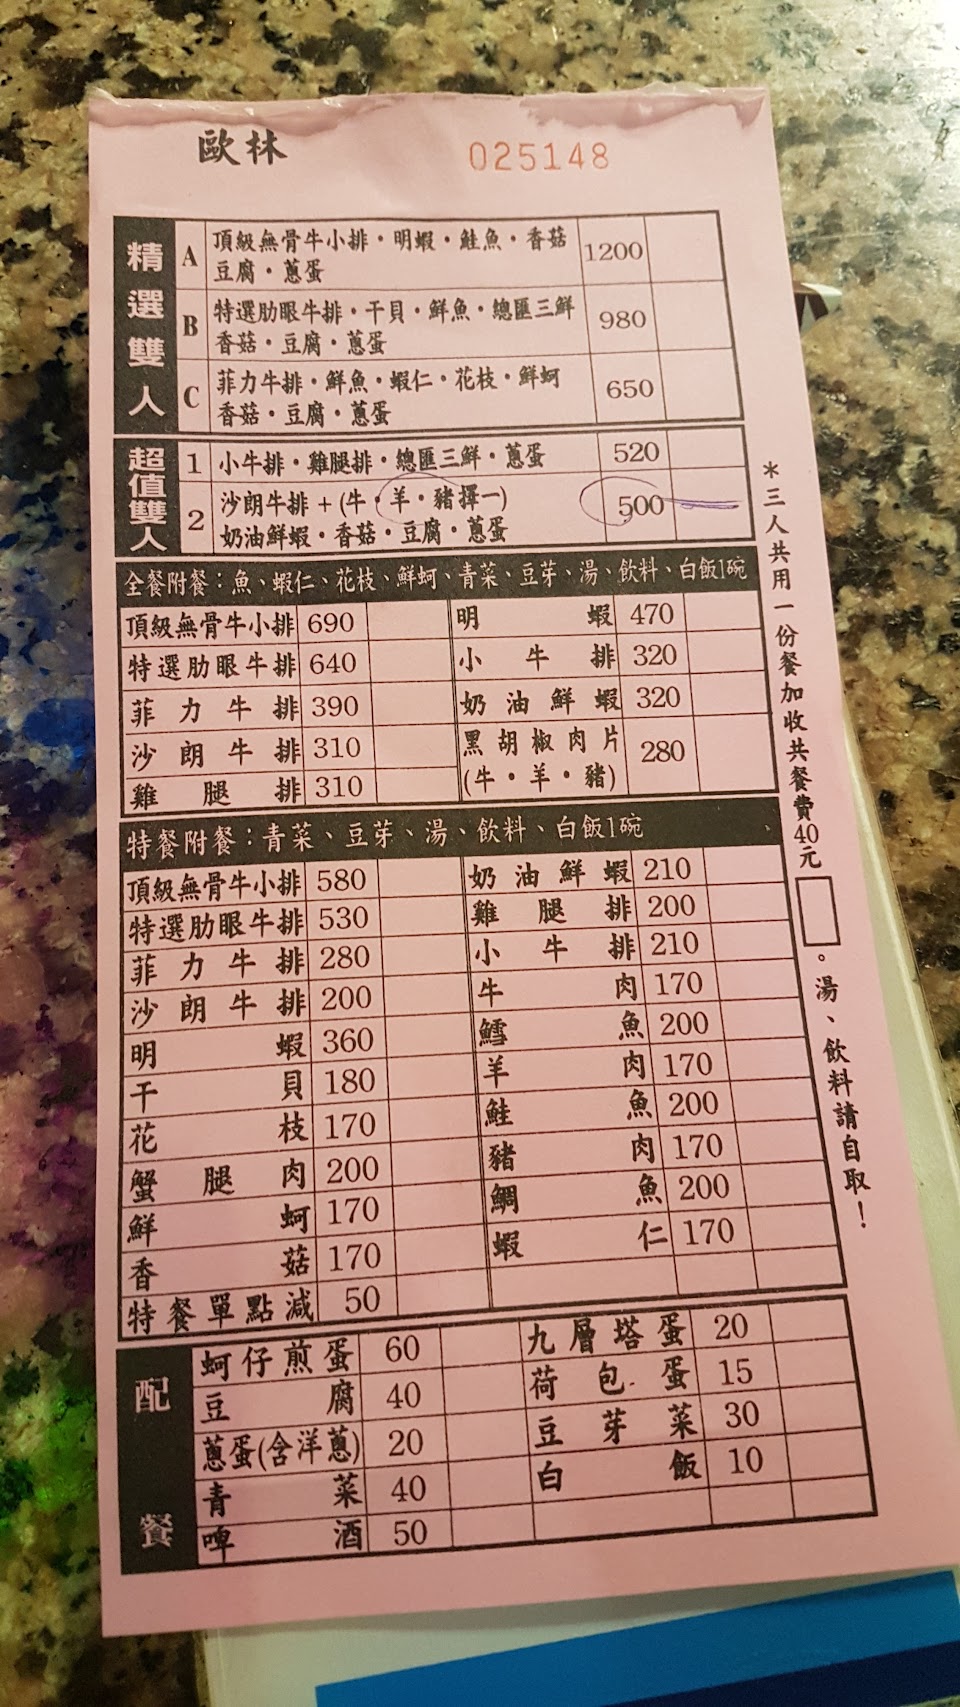 歐林
025148
精選雙人
A 頂級無骨牛小排・明蝦・鮭魚・香菇 1200
豆腐・蔥蛋
B 特選肋眼牛排・干貝・鮮魚・總匯三鮮 980
香菇・豆腐・蔥蛋
C 菲力牛排・鮮魚・蝦仁・花枝・鮮蚵 650
香菇・豆腐・蔥蛋
超值雙人
1 小牛排・雞腿排・總匯三鮮・蔥蛋 520
2 沙朗牛排+(牛・羊・豬擇一) 500
奶油鮮蝦・香菇・豆腐・蔥蛋
全餐附餐：魚、蝦仁、花枝、鮮蚵、青菜、豆芽、湯、飲料、白飯1碗
頂級無骨牛小排 690 明蝦 470
特選肋眼牛排 640 小牛排 320
菲力牛排 390 奶油鮮蝦 320
沙朗牛排 310 黑胡椒肉片 280
雞腿排 310 (牛・羊・豬)
特餐附餐：青菜、豆芽、湯、飲料、白飯1碗
頂級無骨牛小排 580 奶油鮮蝦 210
特選肋眼牛排 530 雞腿排 200
菲力牛排 280 小牛排 210
沙朗牛排 200 牛肉 170
明蝦 360 鱈魚 200
干貝 180 羊肉 170
花枝 170 鮭魚 200
蟹腿肉 200 豬肉 170
鮮蚵 170 鯛魚 200
香菇 170 蝦仁 170
特餐單點減 50
配餐
蚵仔煎蛋 60 九層塔蛋 20
豆腐 40 荷包蛋 15
蔥蛋(含洋蔥) 20 豆芽菜 30
青菜 40 白飯 10
啤酒 50
＊三人共用一份餐加收共餐費40元 。湯、飲料請自取！